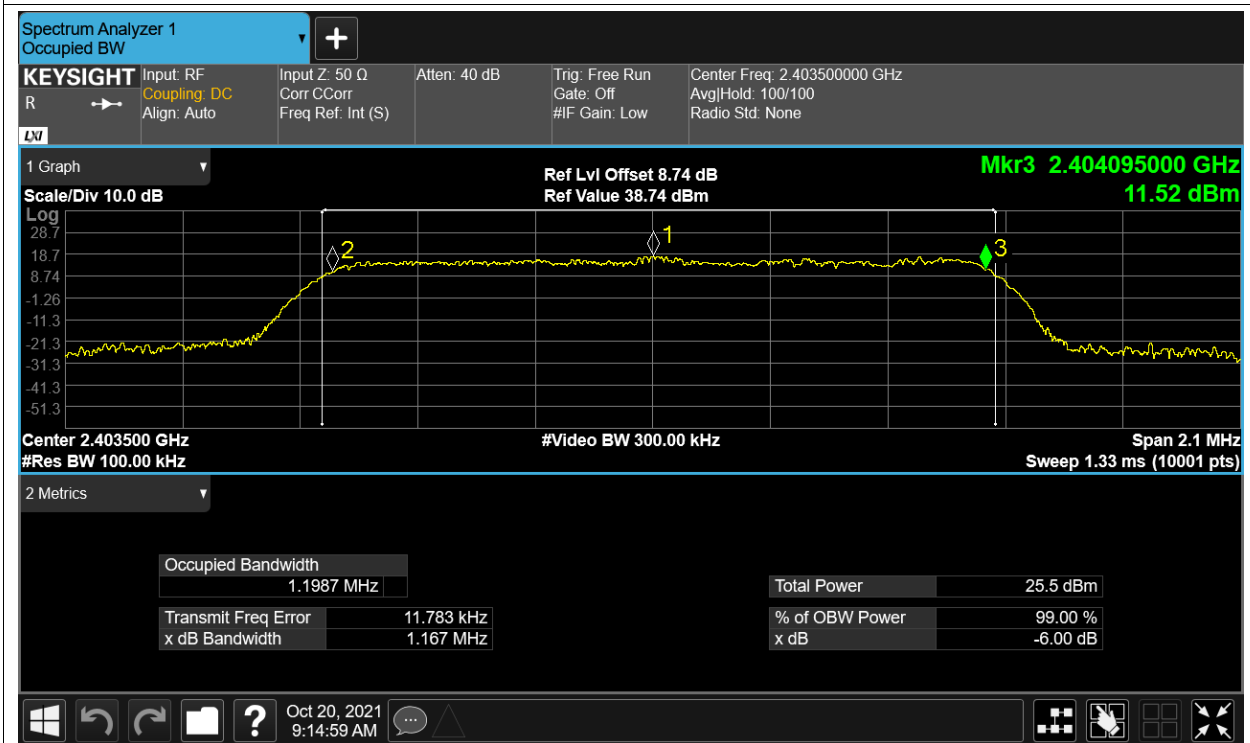 Spectrum Analyzer 1
Occupied BW
KEYSIGHT
R
LXI
Input: RF
Coupling: DC
Align: Auto
Input Z: 50 Ω
Corr CCorr
Freq Ref: Int (S)
Atten: 40 dB
Trig: Free Run
Gate: Off
#IF Gain: Low
Center Freq: 2.403500000 GHz
Avg|Hold: 100/100
Radio Std: None
1 Graph
Scale/Div 10.0 dB
Ref Lvl Offset 8.74 dB
Ref Value 38.74 dBm
Mkr3 2.404095000 GHz
11.52 dBm
Log
28.7
18.7
8.74
-1.26
-11.3
-21.3
-31.3
-41.3
-51.3
2
1
3
Center 2.403500 GHz
#Res BW 100.00 kHz
#Video BW 300.00 kHz
Span 2.1 MHz
Sweep 1.33 ms (10001 pts)
2 Metrics
Occupied Bandwidth
1.1987 MHz
Transmit Freq Error 11.783 kHz
x dB Bandwidth 1.167 MHz
Total Power 25.5 dBm
% of OBW Power 99.00 %
x dB -6.00 dB
?
Oct 20, 2021
9:14:59 AM